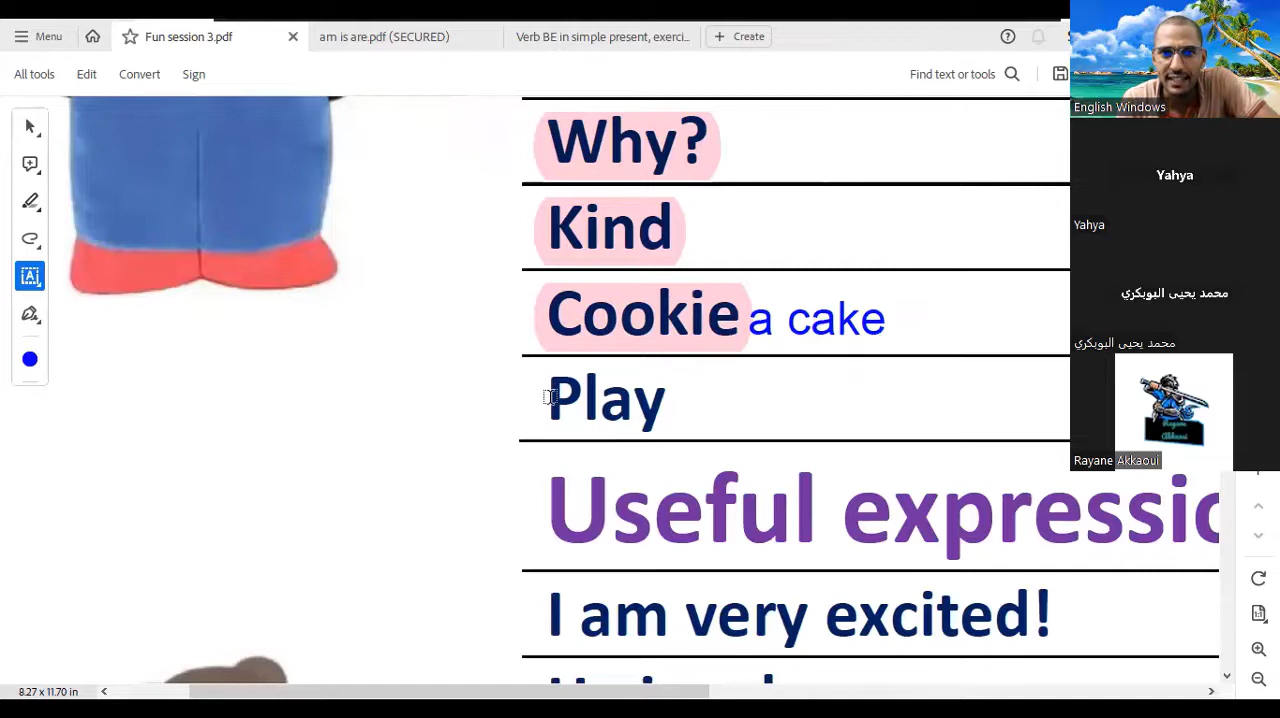 Menu
Fun session 3.pdf
am is are.pdf (SECURED)
Verb BE in simple present, exerci...
Create
All tools
Edit
Convert
Sign
Find text or tools
English Windows
Why?
Kind
Cookie a cake
Play
Useful expressio
I am very excited!
Yahya
Yahya
محمد يحيى البوبكري
محمد يحيى البوبكري
Rayane
Akkaoui
Rayane Akkaoui
8.27 x 11.70 in